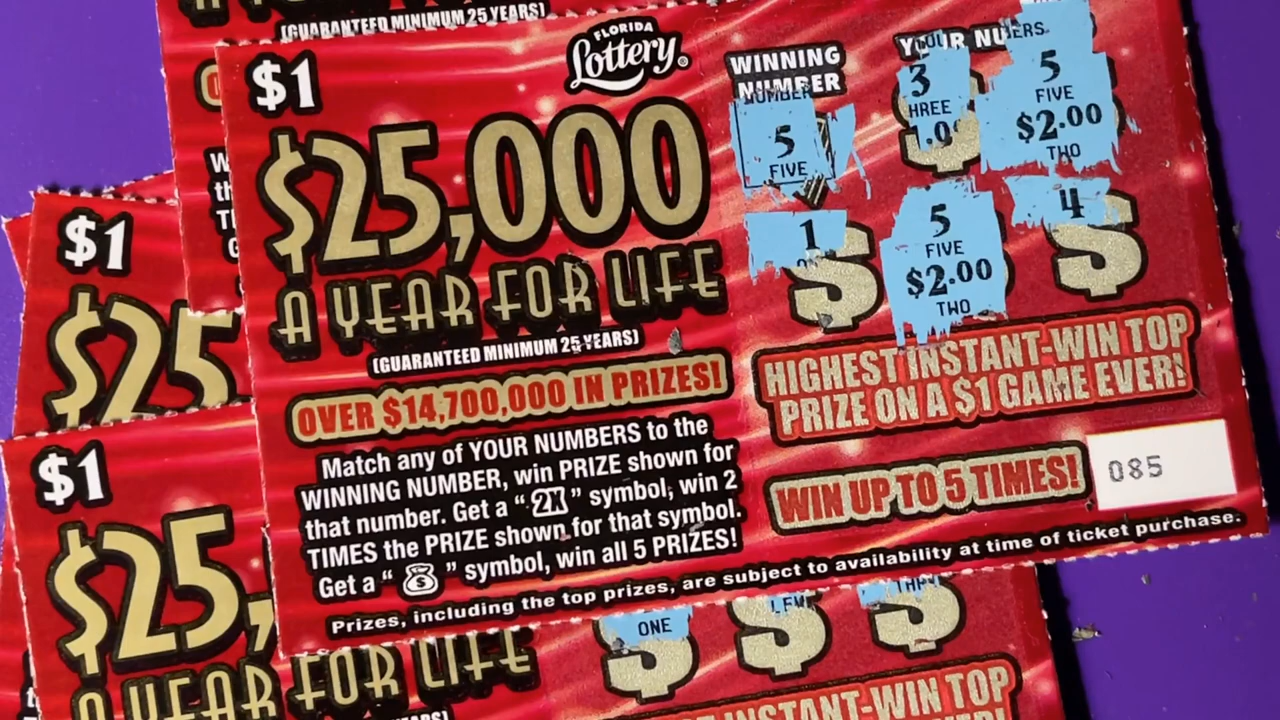 (GUARANTEED MINIMUM 25 YEARS)
FLORIDA
Lottery®
$1
$25,000
A YEAR FOR LIFE
(GUARANTEED MINIMUM 25 YEARS)
OVER $14,700,000 IN PRIZES!
Match any of YOUR NUMBERS to the
WINNING NUMBER, win PRIZE shown for
that number. Get a "2X" symbol, win 2
TIMES the PRIZE shown for that symbol.
Get a " " symbol, win all 5 PRIZES!
WINNING
NUMBER
NUMBER
5
FIVE
YOUR NUMBERS
3
HREE
5
FIVE
$2.00
TWO
1
5
FIVE
$2.00
TWO
4
HIGHEST INSTANT-WIN TOP
PRIZE ON A $1 GAME EVER!
WIN UP TO 5 TIMES!
085
Prizes, including the top prizes, are subject to availability at time of ticket purchase.
$1
$25
$1
$25,
A YEAR FOR LIFE
ONE
INSTANT-WIN TOP